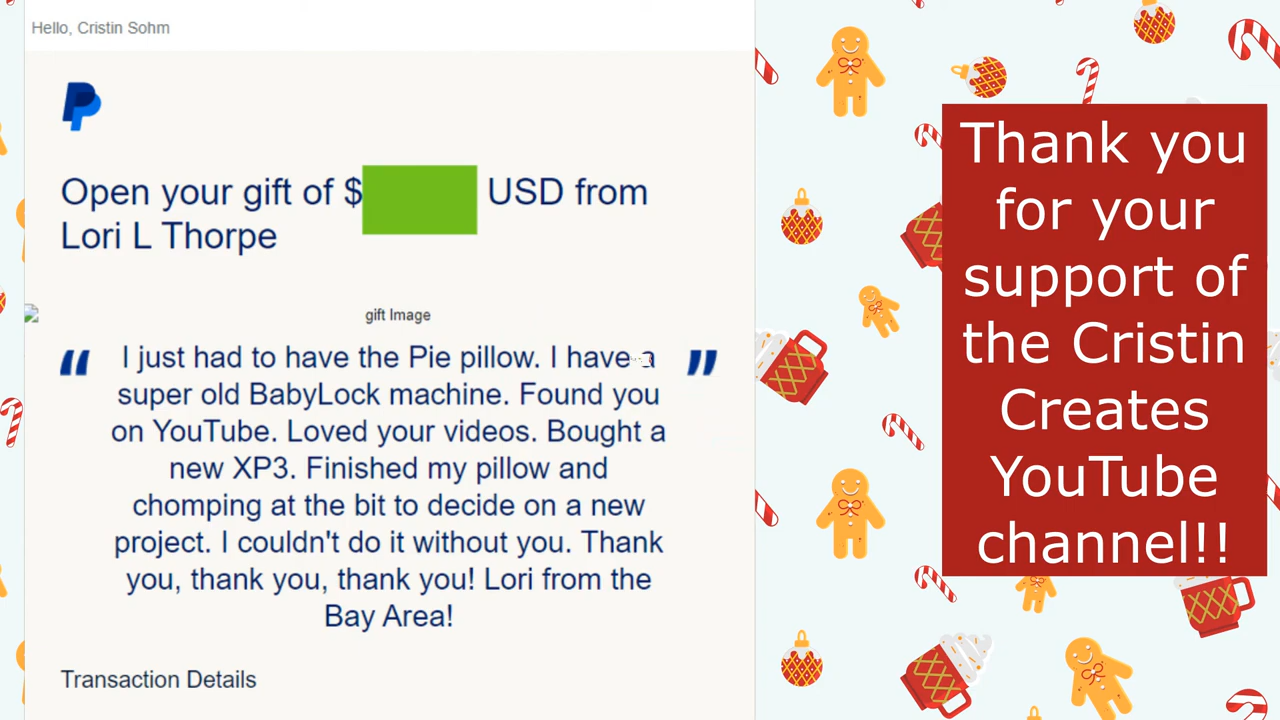 Hello, Cristin Sohm
Open your gift of $ USD from
Lori L Thorpe
gift Image
“ I just had to have the Pie pillow. I have a ”
super old BabyLock machine. Found you
on YouTube. Loved your videos. Bought a
new XP3. Finished my pillow and
chomping at the bit to decide on a new
project. I couldn't do it without you. Thank
you, thank you, thank you! Lori from the
Bay Area!
Transaction Details
Thank you
for your
support of
the Cristin
Creates
YouTube
channel!!